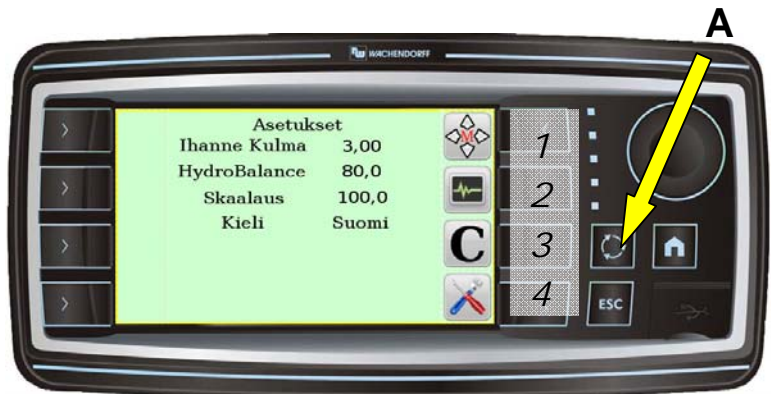 A
WACHENDORFF
Asetukset
Ihanne Kulma 3,00
HydroBalance 80,0
Skaalaus 100,0
Kieli Suomi
M
C
1
2
3
4
ESC